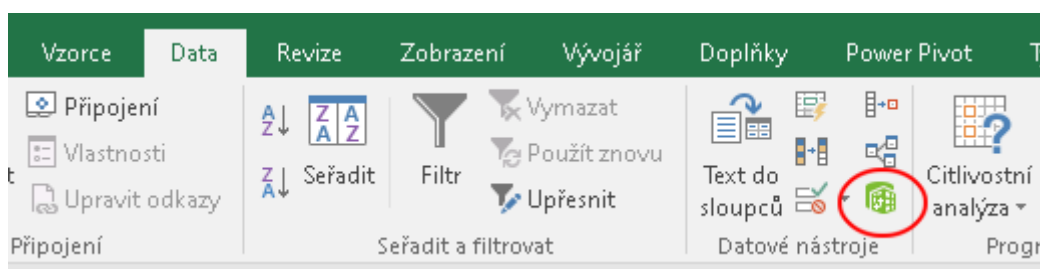 Vzorce Data Revize Zobrazení Vývojář Doplňky Power Pivot
Připojení
Vlastnosti
Upravit odkazy
Připojení
Seřadit
Filtr
Vymazat
Použít znovu
Upřesnit
Seřadit a filtrovat
Text do
sloupců
Datové nástroje
Citlivostní
analýza
Progr